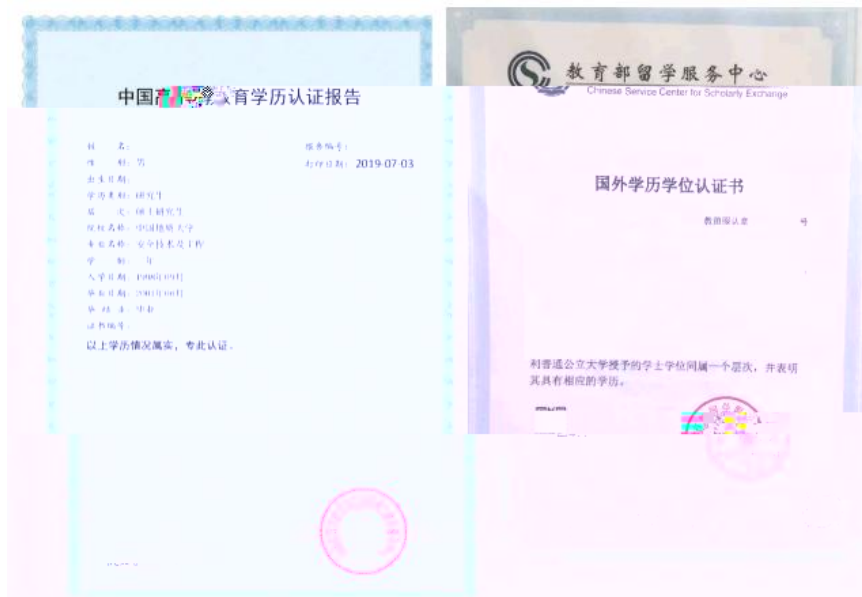 中国高 育学历认证报告
姓 名:
报告编号:
性 别: 男
打印日期: 2019-07-03
出生日期:
学历类别: 研究生
层 次: 硕士研究生
院校名称: 中国地质大学
专业名称: 安全技术及工程
学 制: 年
入学日期:
毕业日期:
毕 结 业: 毕业
证书编号:
以上学历情况属实，专此认证。
教育部留学服务中心
Chinese Service Center for Scholarly Exchange
国外学历学位认证书
教留服认意 号
利普通公立大学授予的学士学位同属一个层次，并表明
其具有相应的学历。